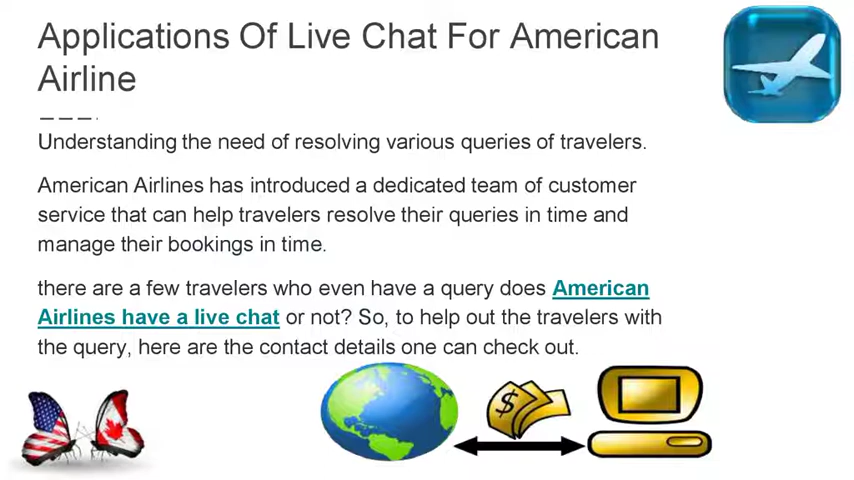 Applications Of Live Chat For American
Airline
Understanding the need of resolving various queries of travelers.
American Airlines has introduced a dedicated team of customer
service that can help travelers resolve their queries in time and
manage their bookings in time.
there are a few travelers who even have a query does American
Airlines have a live chat or not? So, to help out the travelers with
the query, here are the contact details one can check out.
$